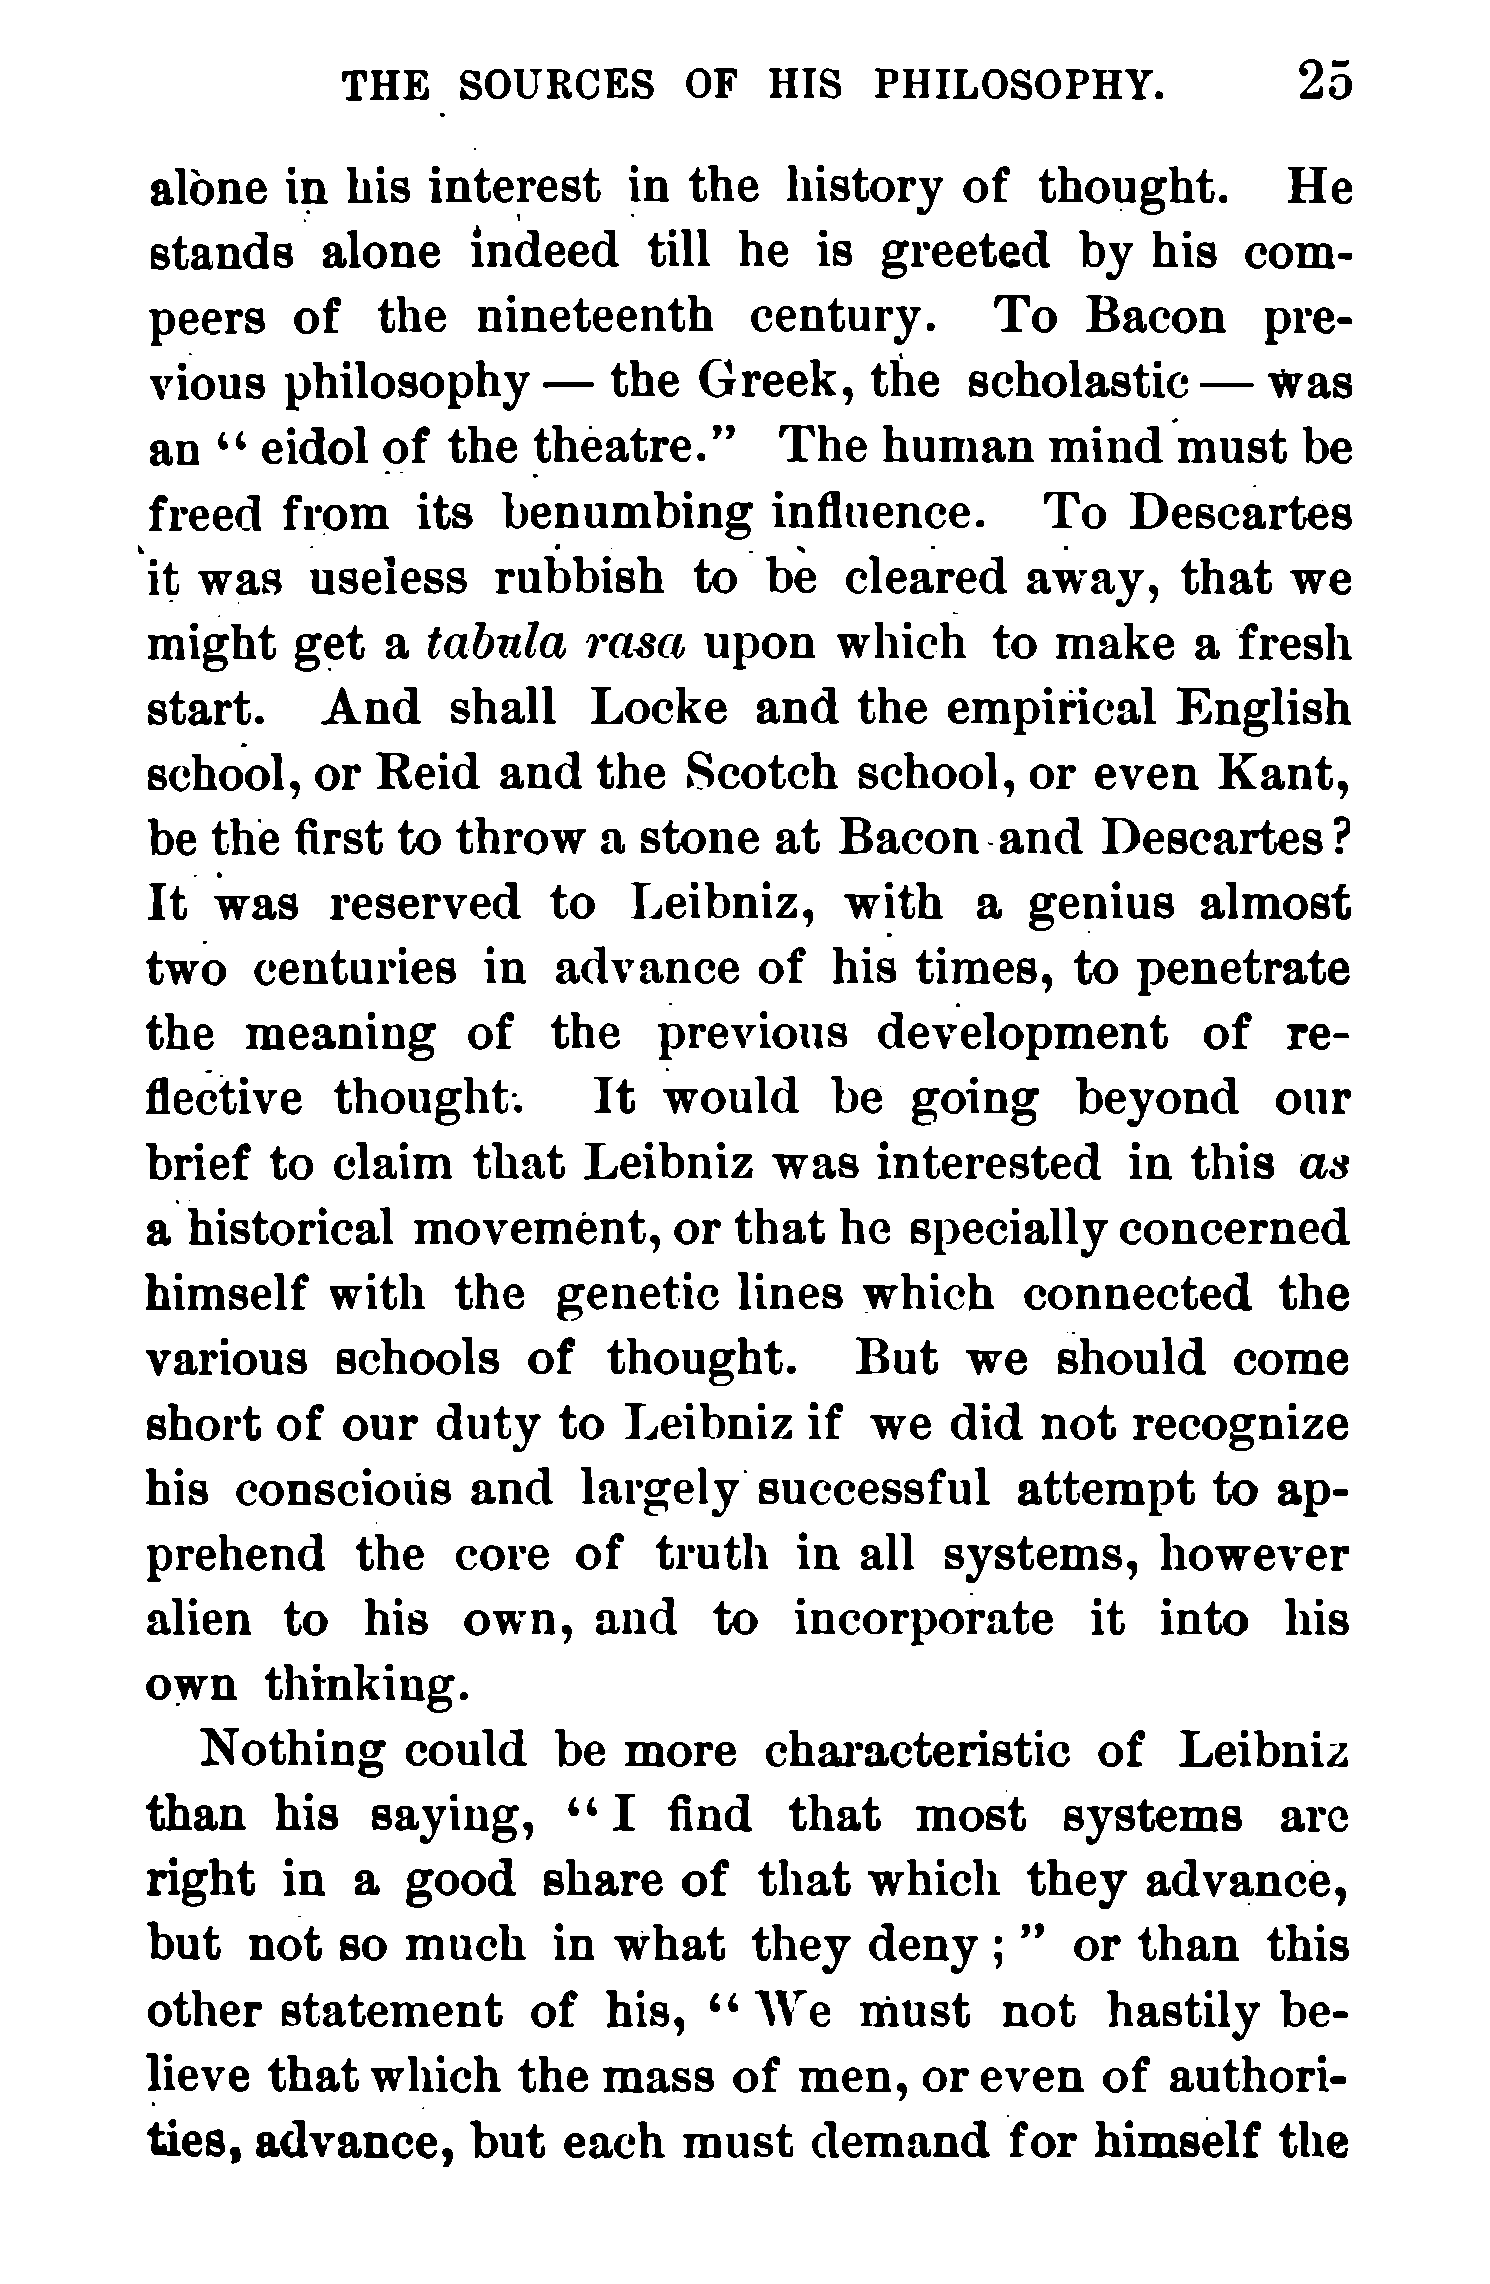 THE SOURCES OF HIS PHILOSOPHY. 25
alone in his interest in the history of thought. He
stands alone indeed till he is greeted by his com-
peers of the nineteenth century. To Bacon pre-
vious philosophy — the Greek, the scholastic — was
an “ eidol of the theatre.” The human mind must be
freed from its benumbing influence. To Descartes
it was useless rubbish to be cleared away, that we
might get a tabula rasa upon which to make a fresh
start. And shall Locke and the empirical English
school, or Reid and the Scotch school, or even Kant,
be the first to throw a stone at Bacon and Descartes?
It was reserved to Leibniz, with a genius almost
two centuries in advance of his times, to penetrate
the meaning of the previous development of re-
flective thought. It would be going beyond our
brief to claim that Leibniz was interested in this as
a historical movement, or that he specially concerned
himself with the genetic lines which connected the
various schools of thought. But we should come
short of our duty to Leibniz if we did not recognize
his conscious and largely successful attempt to ap-
prehend the core of truth in all systems, however
alien to his own, and to incorporate it into his
own thinking.
Nothing could be more characteristic of Leibniz
than his saying, “ I find that most systems are
right in a good share of that which they advance,
but not so much in what they deny ; ” or than this
other statement of his, “ We must not hastily be-
lieve that which the mass of men, or even of authori-
ties, advance, but each must demand for himself the